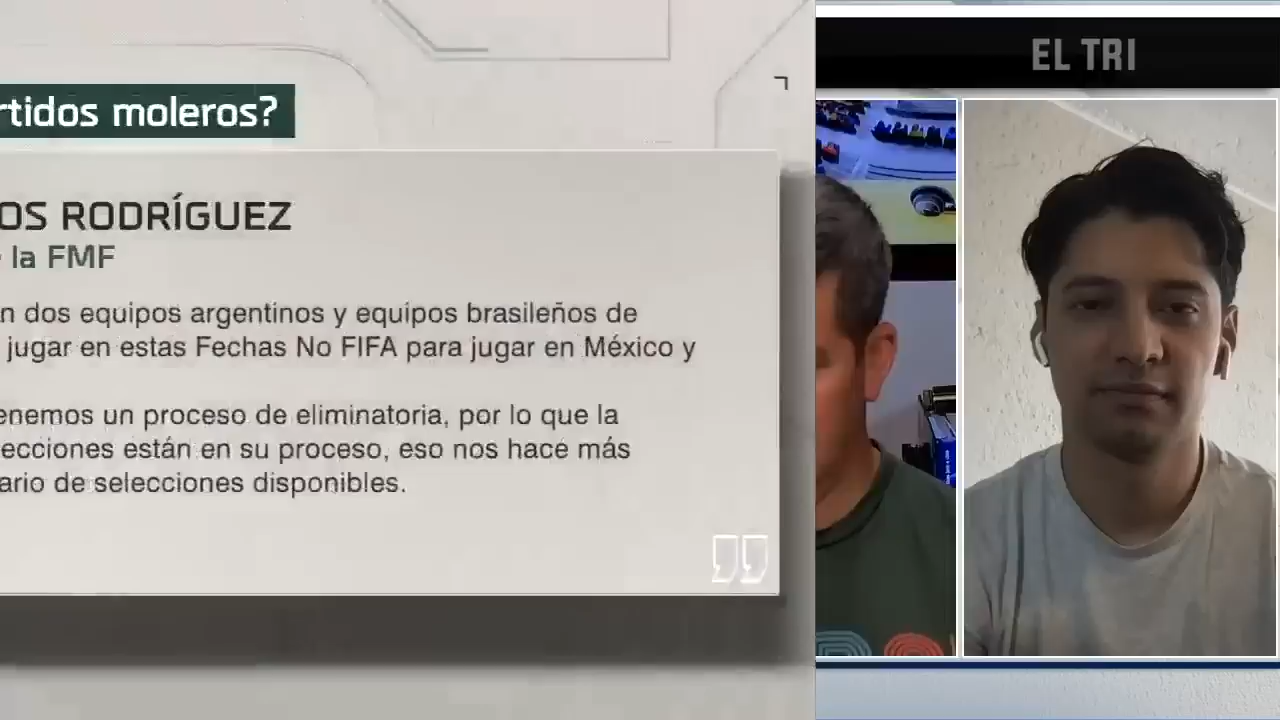 rtidos moleros?
OS RODRÍGUEZ
la FMF
n dos equipos argentinos y equipos brasileños de
jugar en estas Fechas No FIFA para jugar en México y
enemos un proceso de eliminatoria, por lo que la
ecciones están en su proceso, eso nos hace más
ario de selecciones disponibles.
EL TRI